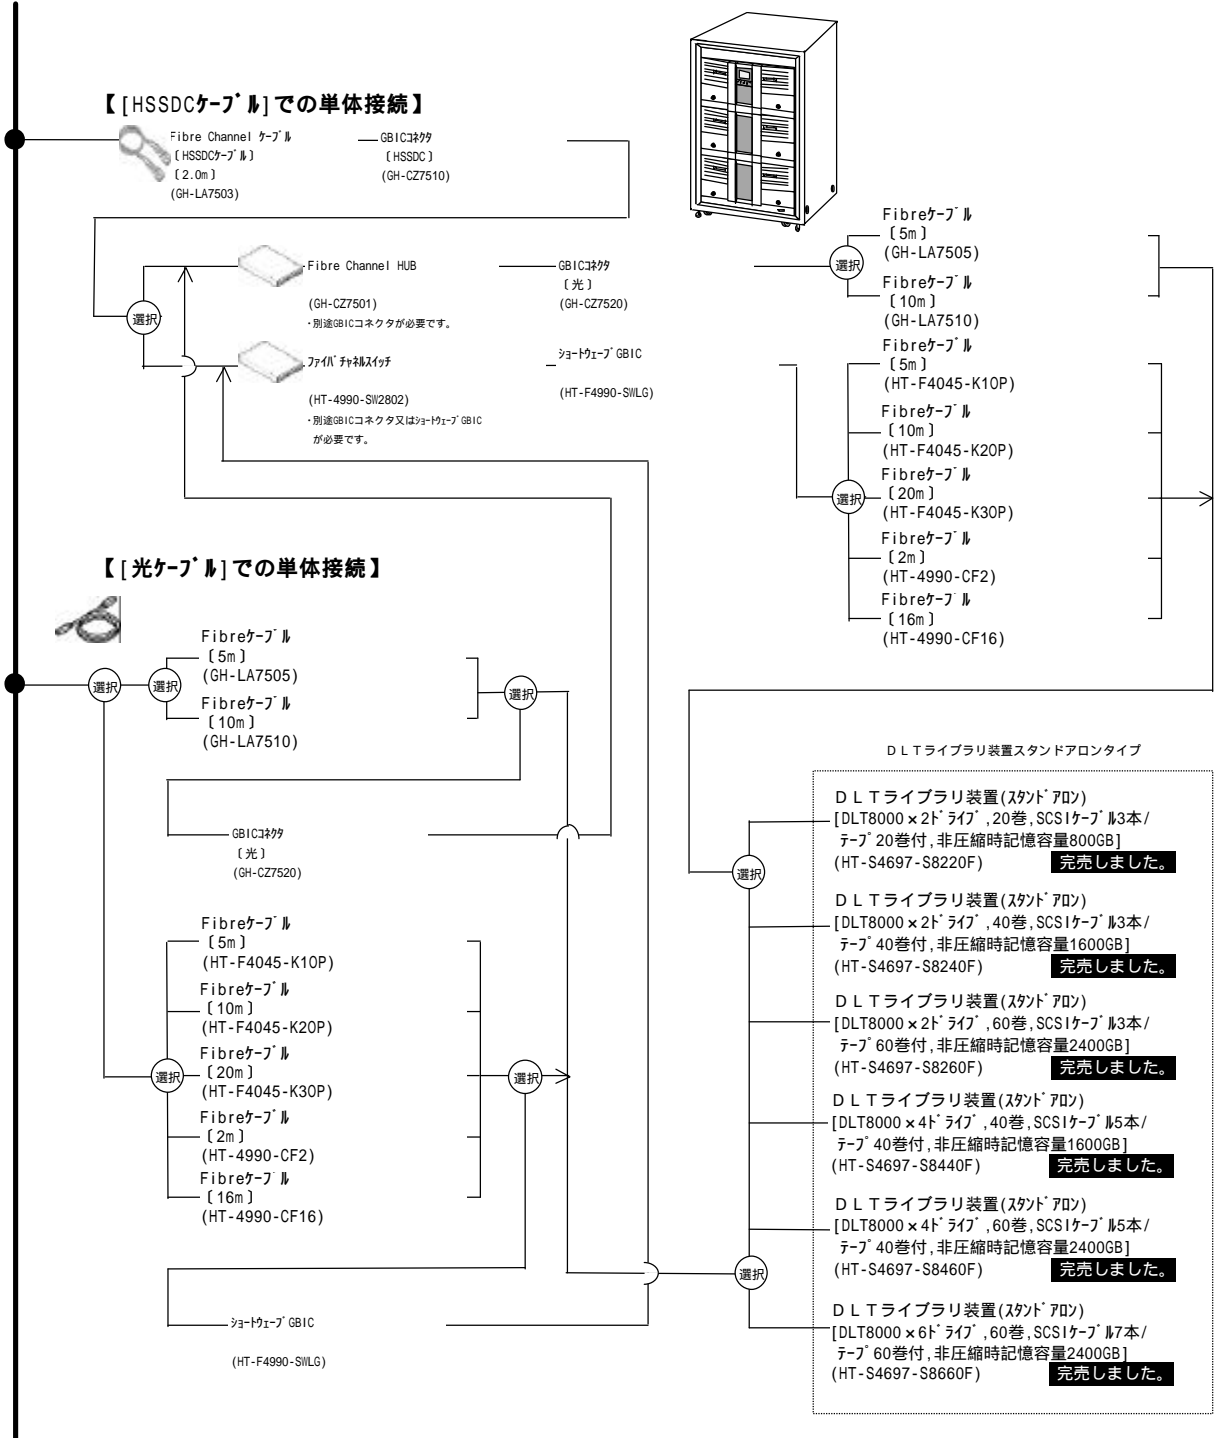 【[HSSDCｹｰﾌﾞﾙ]での単体接続】
Fibre Channel ｹｰﾌﾞﾙ
〔HSSDCｹｰﾌﾞﾙ〕
〔2.0m〕
(GH-LA7503)
GBICｺﾈｸﾀ
〔HSSDC〕
(GH-CZ7510)
選択
Fibre Channel HUB
(GH-CZ7501)
・別途GBICコネクタが必要です。
GBICｺﾈｸﾀ
〔光〕
(GH-CZ7520)
ﾌｧｲﾊﾞﾁｬﾈﾙｽｲｯﾁ
(HT-4990-SW2802)
・別途GBICコネクタ又はｼｮｰﾄｳｪｰﾌﾞGBIC
が必要です。
ｼｮｰﾄｳｪｰﾌﾞGBIC
(HT-F4990-SWLG)
選択
Fibreｹｰﾌﾞﾙ
〔5m〕
(GH-LA7505)
Fibreｹｰﾌﾞﾙ
〔10m〕
(GH-LA7510)
選択
Fibreｹｰﾌﾞﾙ
〔5m〕
(HT-F4045-K10P)
Fibreｹｰﾌﾞﾙ
〔10m〕
(HT-F4045-K20P)
Fibreｹｰﾌﾞﾙ
〔20m〕
(HT-F4045-K30P)
Fibreｹｰﾌﾞﾙ
〔2m〕
(HT-4990-CF2)
Fibreｹｰﾌﾞﾙ
〔16m〕
(HT-4990-CF16)
【[光ｹｰﾌﾞﾙ]での単体接続】
選択
選択
Fibreｹｰﾌﾞﾙ
〔5m〕
(GH-LA7505)
Fibreｹｰﾌﾞﾙ
〔10m〕
(GH-LA7510)
選択
GBICｺﾈｸﾀ
〔光〕
(GH-CZ7520)
選択
Fibreｹｰﾌﾞﾙ
〔5m〕
(HT-F4045-K10P)
Fibreｹｰﾌﾞﾙ
〔10m〕
(HT-F4045-K20P)
Fibreｹｰﾌﾞﾙ
〔20m〕
(HT-F4045-K30P)
Fibreｹｰﾌﾞﾙ
〔2m〕
(HT-4990-CF2)
Fibreｹｰﾌﾞﾙ
〔16m〕
(HT-4990-CF16)
選択
ｼｮｰﾄｳｪｰﾌﾞGBIC
(HT-F4990-SWLG)
ＤＬＴライブラリ装置スタンドアロンタイプ
選択
ＤＬＴライブラリ装置(ｽﾀﾝﾄﾞｱﾛﾝ)
[DLT8000×2ﾄﾞﾗｲﾌﾞ,20巻,SCSIｹｰﾌﾞﾙ3本/
ﾃｰﾌﾟ20巻付,非圧縮時記憶容量800GB]
(HT-S4697-S8220F) 完売しました。
ＤＬＴライブラリ装置(ｽﾀﾝﾄﾞｱﾛﾝ)
[DLT8000×2ﾄﾞﾗｲﾌﾞ,40巻,SCSIｹｰﾌﾞﾙ3本/
ﾃｰﾌﾟ40巻付,非圧縮時記憶容量1600GB]
(HT-S4697-S8240F) 完売しました。
ＤＬＴライブラリ装置(ｽﾀﾝﾄﾞｱﾛﾝ)
[DLT8000×2ﾄﾞﾗｲﾌﾞ,60巻,SCSIｹｰﾌﾞﾙ3本/
ﾃｰﾌﾟ60巻付,非圧縮時記憶容量2400GB]
(HT-S4697-S8260F) 完売しました。
ＤＬＴライブラリ装置(ｽﾀﾝﾄﾞｱﾛﾝ)
[DLT8000×4ﾄﾞﾗｲﾌﾞ,40巻,SCSIｹｰﾌﾞﾙ5本/
ﾃｰﾌﾟ40巻付,非圧縮時記憶容量1600GB]
(HT-S4697-S8440F) 完売しました。
ＤＬＴライブラリ装置(ｽﾀﾝﾄﾞｱﾛﾝ)
[DLT8000×4ﾄﾞﾗｲﾌﾞ,60巻,SCSIｹｰﾌﾞﾙ5本/
ﾃｰﾌﾟ40巻付,非圧縮時記憶容量2400GB]
(HT-S4697-S8460F) 完売しました。
選択
ＤＬＴライブラリ装置(ｽﾀﾝﾄﾞｱﾛﾝ)
[DLT8000×6ﾄﾞﾗｲﾌﾞ,60巻,SCSIｹｰﾌﾞﾙ7本/
ﾃｰﾌﾟ60巻付,非圧縮時記憶容量2400GB]
(HT-S4697-S8660F) 完売しました。